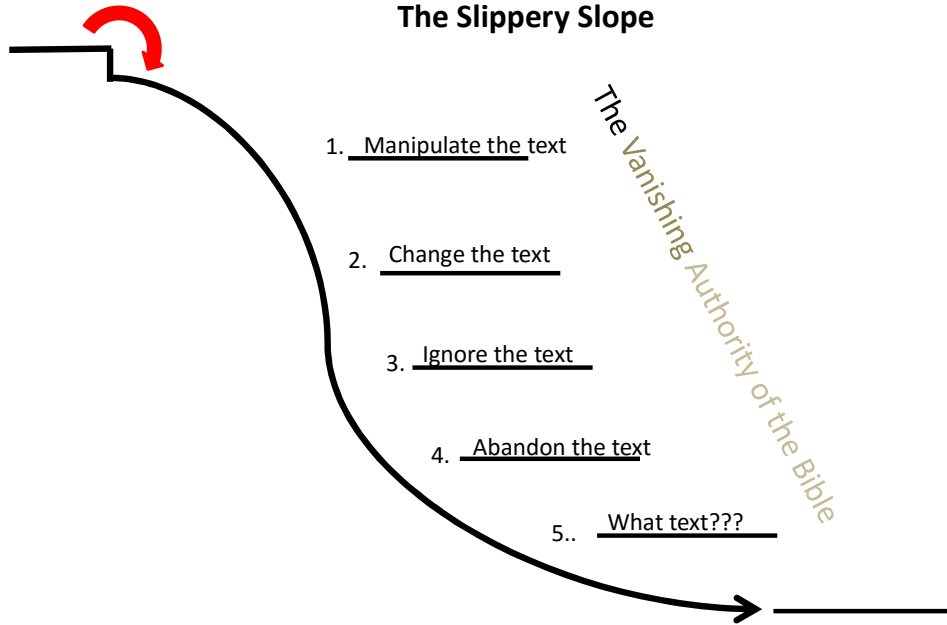 The Slippery Slope
1. Manipulate the text
2. Change the text
3. Ignore the text
4. Abandon the text
5.. What text???
The Vanishing Authority of the Bible